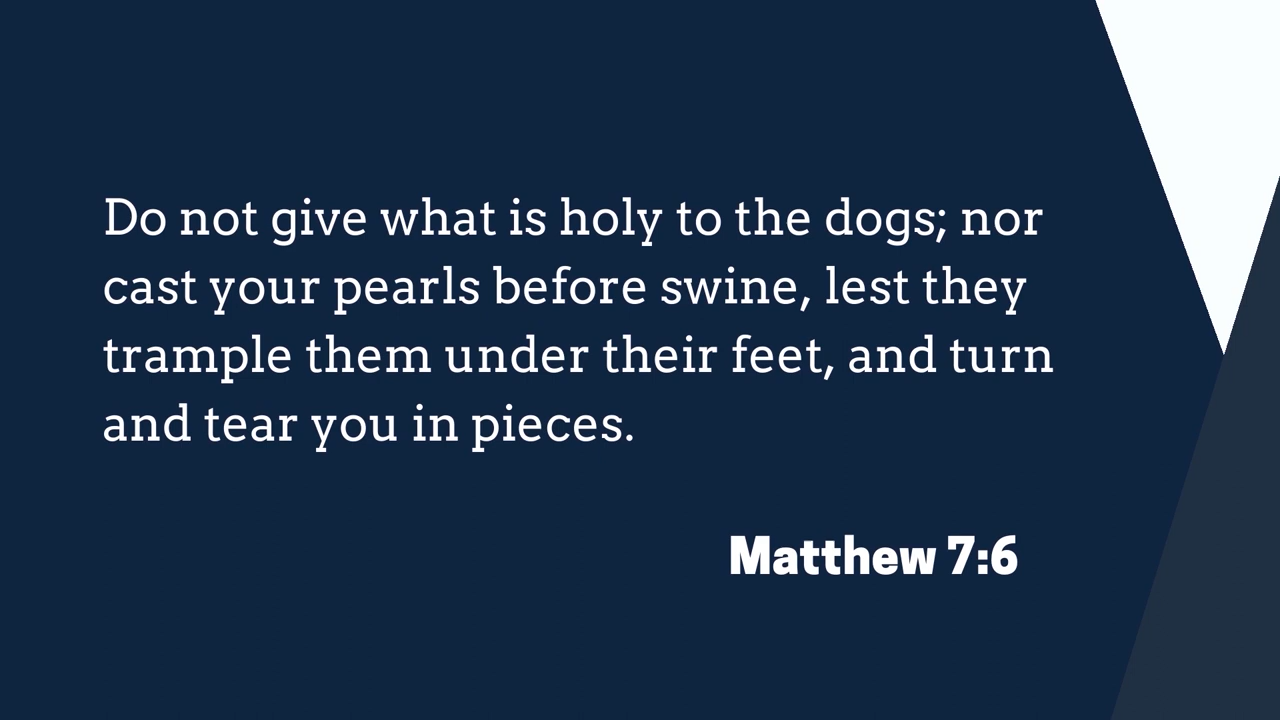 Do not give what is holy to the dogs; nor
cast your pearls before swine, lest they
trample them under their feet, and turn
and tear you in pieces.
Matthew 7:6